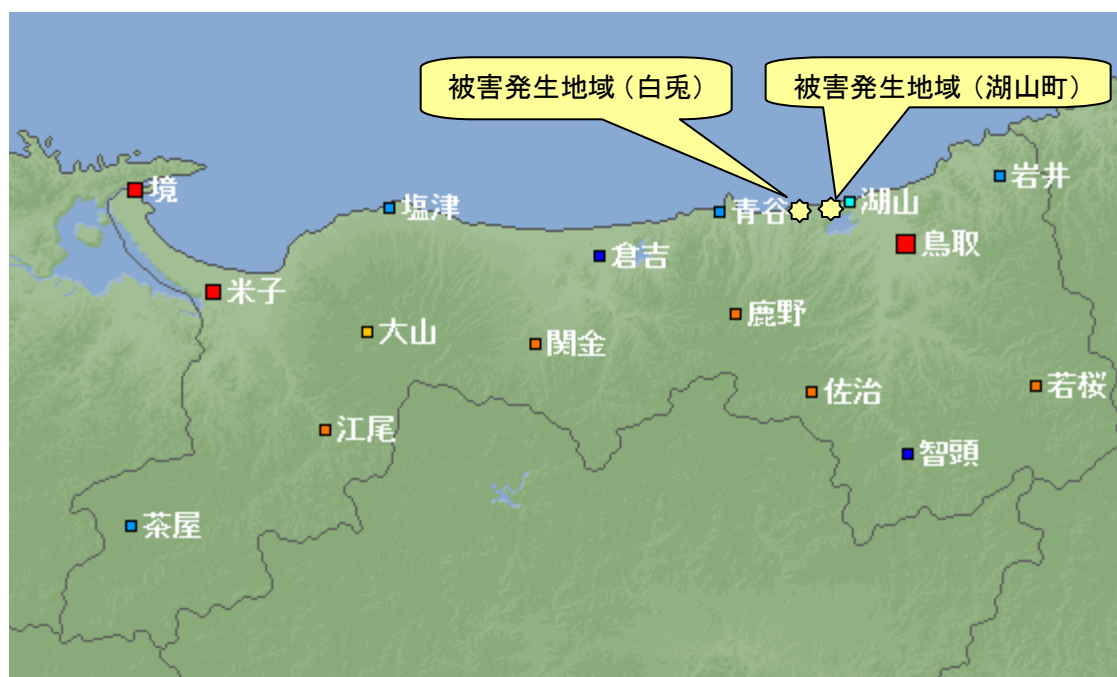 被害発生地域（白兎）
被害発生地域（湖山町）
境
塩津
青谷
湖山
岩井
倉吉
鳥取
米子
大山
関金
鹿野
佐治
若桜
江尾
智頭
茶屋